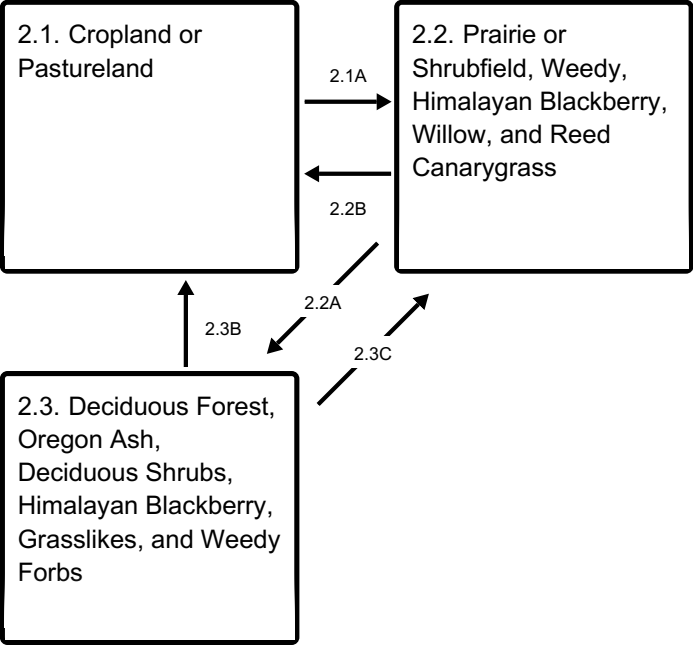 2.1. Cropland or
Pastureland
2.1A
2.2. Prairie or
Shrubfield, Weedy,
Himalayan Blackberry,
Willow, and Reed
Canarygrass
2.2B
2.2A
2.3B
2.3C
2.3. Deciduous Forest,
Oregon Ash,
Deciduous Shrubs,
Himalayan Blackberry,
Grasslikes, and Weedy
Forbs